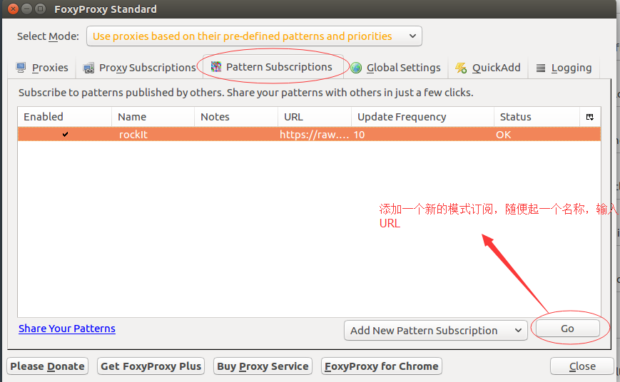 FoxyProxy Standard
Select Mode: Use proxies based on their pre-defined patterns and priorities
Proxies Proxy Subscriptions Pattern Subscriptions Global Settings QuickAdd Logging
Subscribe to patterns published by others. Share your patterns with others in just a few clicks.
Enabled Name Notes URL Update Frequency Status
rockIt https://raw.... 10 OK
添加一个新的模式订阅，随便起一个名称，输入
URL
Share Your Patterns Add New Pattern Subscription Go
Please Donate Get FoxyProxy Plus Buy Proxy Service FoxyProxy for Chrome Close